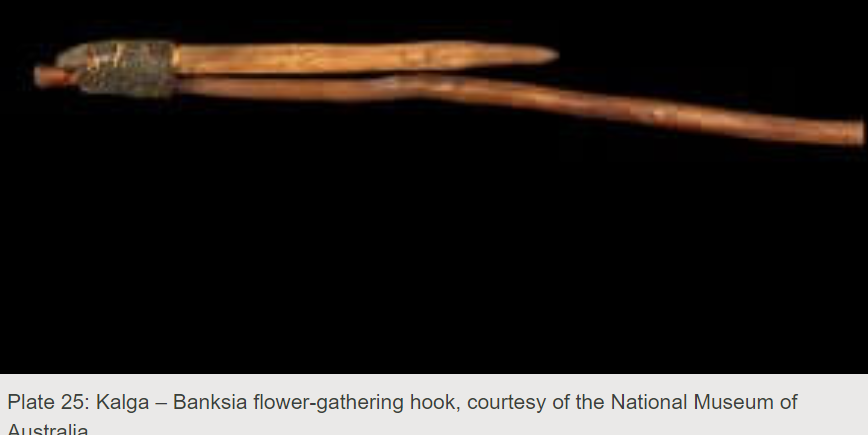 Plate 25: Kalga – Banksia flower-gathering hook, courtesy of the National Museum of
Australia